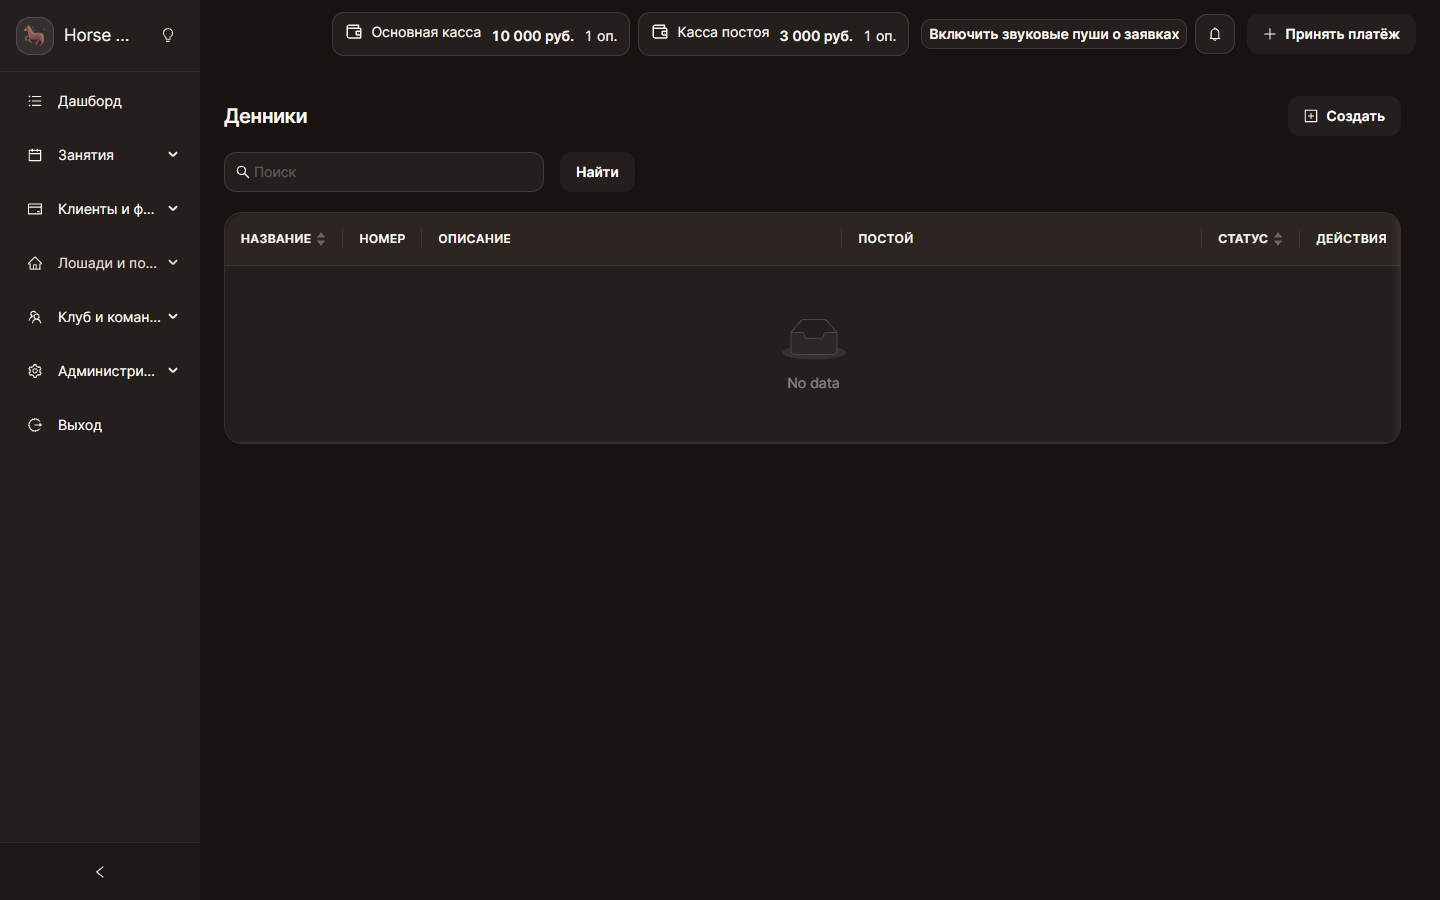 Horse ...
Основная касса 10 000 руб. 1 оп.
Касса постоя 3 000 руб. 1 оп.
Включить звуковые пуши о заявках
Принять платёж
Дашборд
Занятия
Клиенты и ф...
Лошади и по...
Клуб и коман...
Администри...
Выход
Денники
Создать
Поиск
Найти
НАЗВАНИЕ НОМЕР ОПИСАНИЕ ПОСТОЙ СТАТУС ДЕЙСТВИЯ
No data